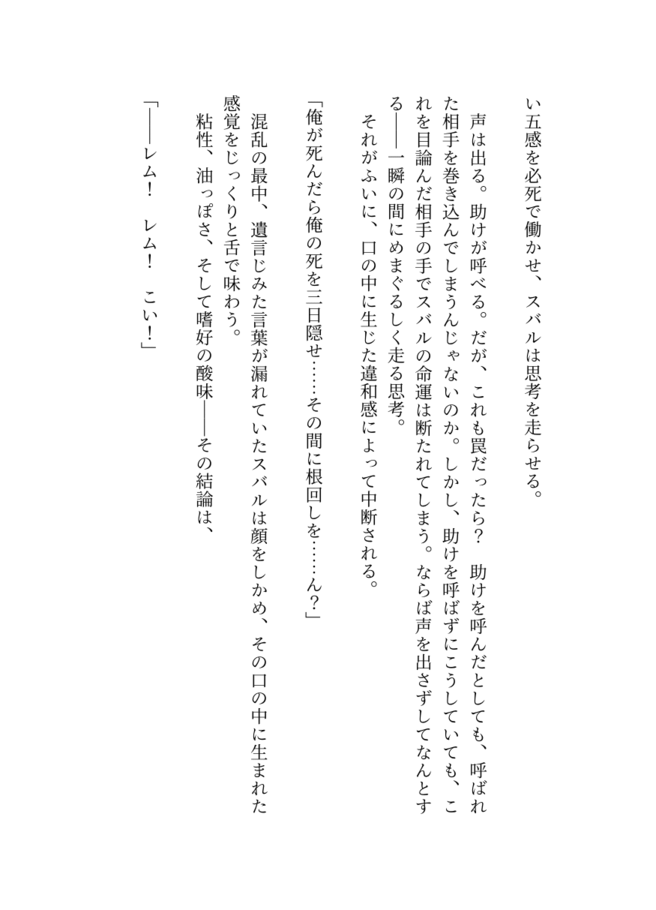 い五感を必死で働かせ、スバルは思考を走らせる。
　声は出る。助けが呼べる。だが、これも罠だったら？　助けを呼んだとしても、呼ばれ
た相手を巻き込んでしまうんじゃないのか。しかし、助けを呼ばずにこうしていても、こ
れを目論んだ相手の手でスバルの命運は断たれてしまう。ならば声を出さずしてなんとす
る――一瞬の間にめまぐるしく走る思考。
　それがふいに、口の中に生じた違和感によって中断される。
「俺が死んだら俺の死を三日隠せ……その間に根回しを……ん？」
　混乱の最中、遺言じみた言葉が漏れていたスバルは顔をしかめ、その口の中に生まれた
感覚をじっくりと舌で味わう。
　粘性、油っぽさ、そして嗜好の酸味――その結論は、
「――レム！　レム！　こい！」